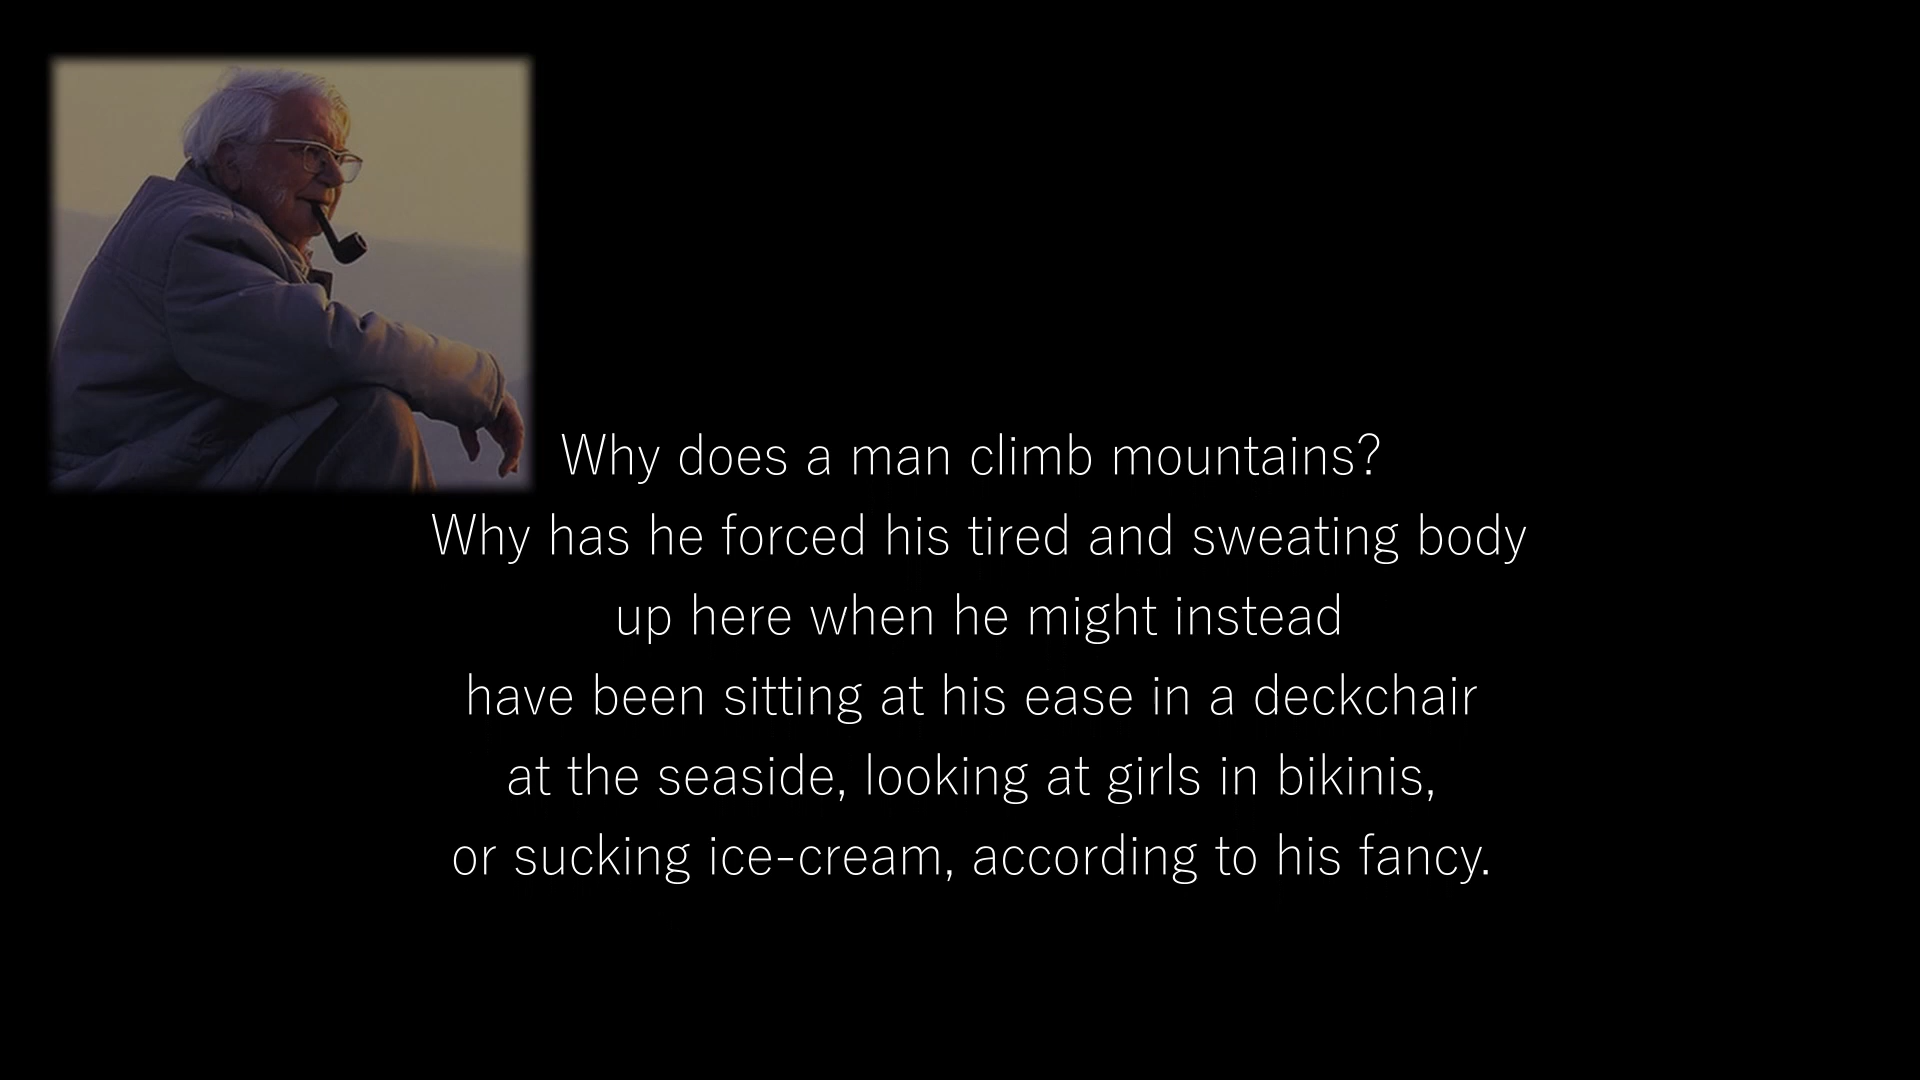 Why does a man climb mountains?
Why has he forced his tired and sweating body
up here when he might instead
have been sitting at his ease in a deckchair
at the seaside, looking at girls in bikinis,
or sucking ice-cream, according to his fancy.